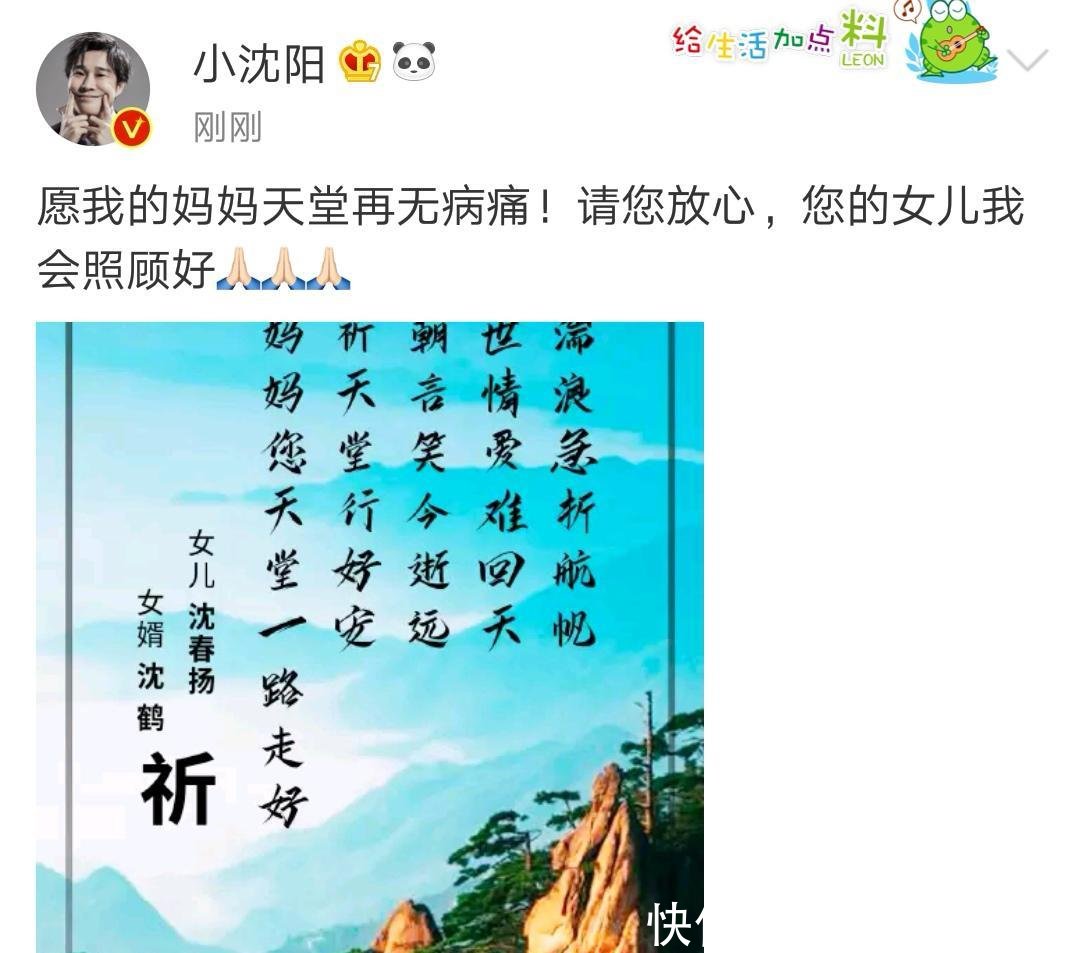 小沈阳
刚刚
给生活加点料
LEON
愿我的妈妈天堂再无病痛！请您放心，您的女儿我
会照顾好🙏🏻🙏🏻🙏🏻
湍浪急折航帆
世情爱难回天
朝言笑今逝远
祈天堂行好安
妈妈您天堂一路走好
女儿沈春扬
女婿沈鹤
祈
快